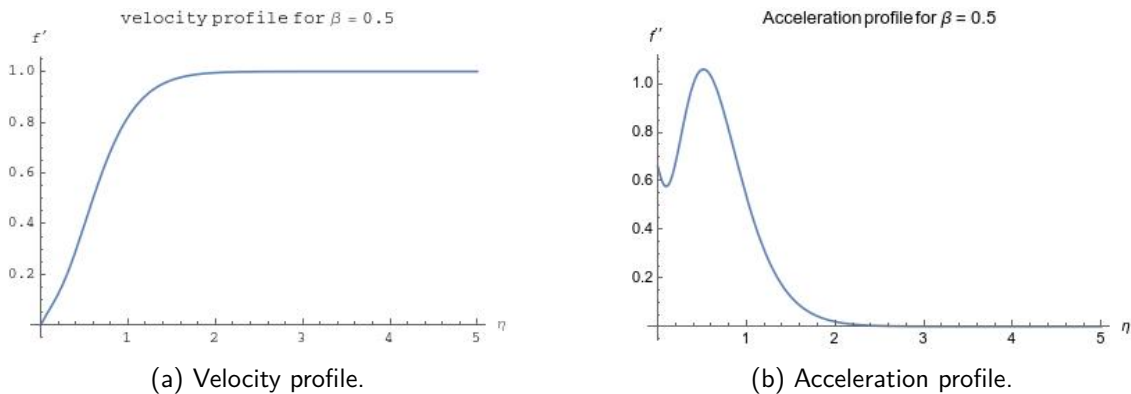 velocity profile for β = 0.5
f′
1.0
0.8
0.6
0.4
0.2
1
2
3
4
5
η
(a) Velocity profile.
Acceleration profile for β = 0.5
f″
1.0
0.8
0.6
0.4
0.2
1
2
3
4
5
η
(b) Acceleration profile.